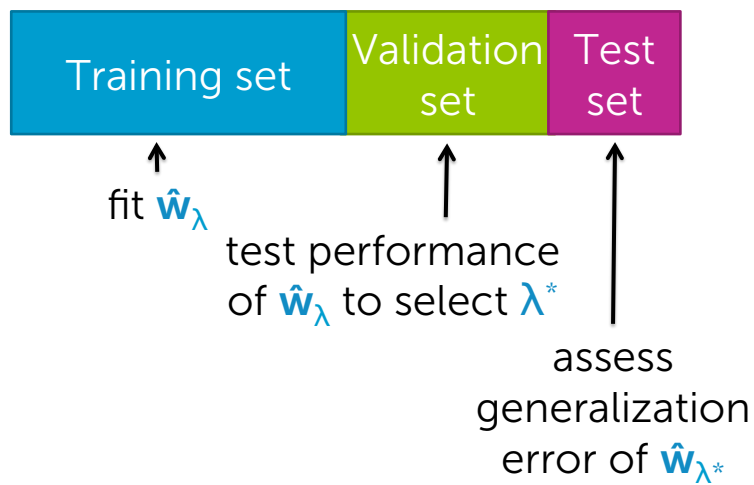 Training set
Validation
set
Test
set
fit ŵλ
test performance
of ŵλ to select λ*
assess
generalization
error of ŵλ*